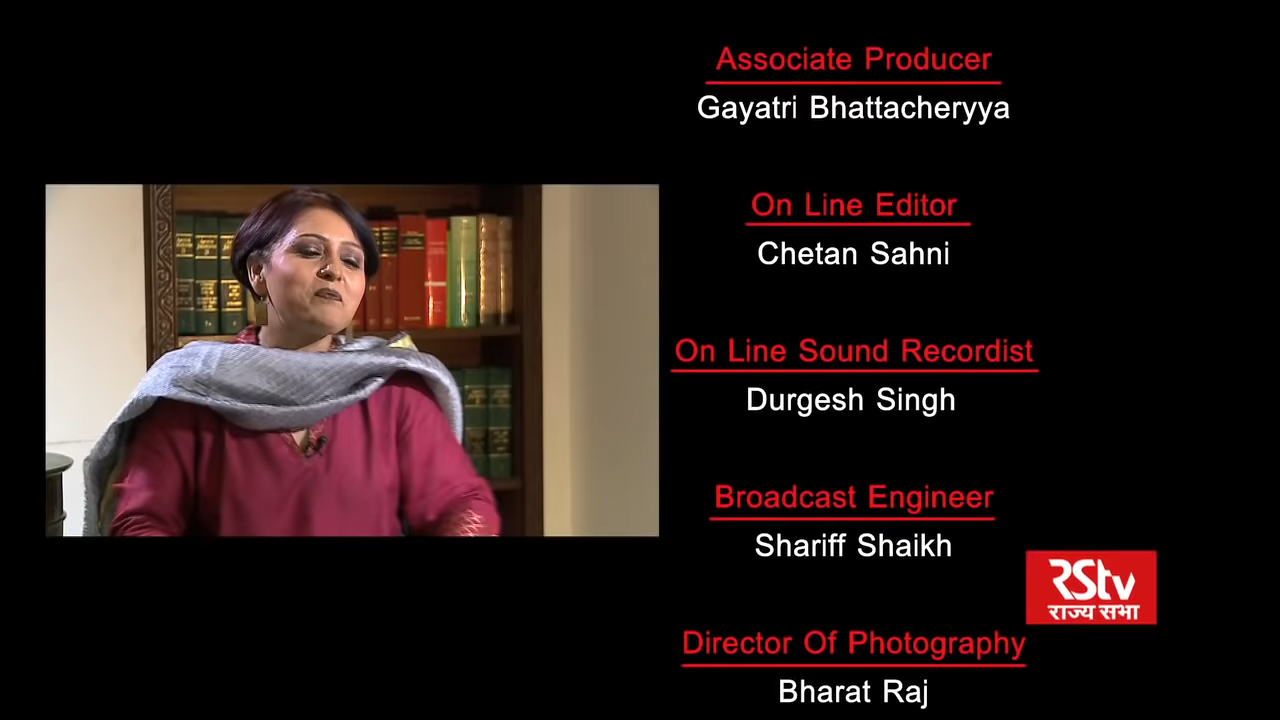 Associate Producer
Gayatri Bhattacheryya
On Line Editor
Chetan Sahni
On Line Sound Recordist
Durgesh Singh
Broadcast Engineer
Shariff Shaikh
RStv
राज्य सभा
Director Of Photography
Bharat Raj